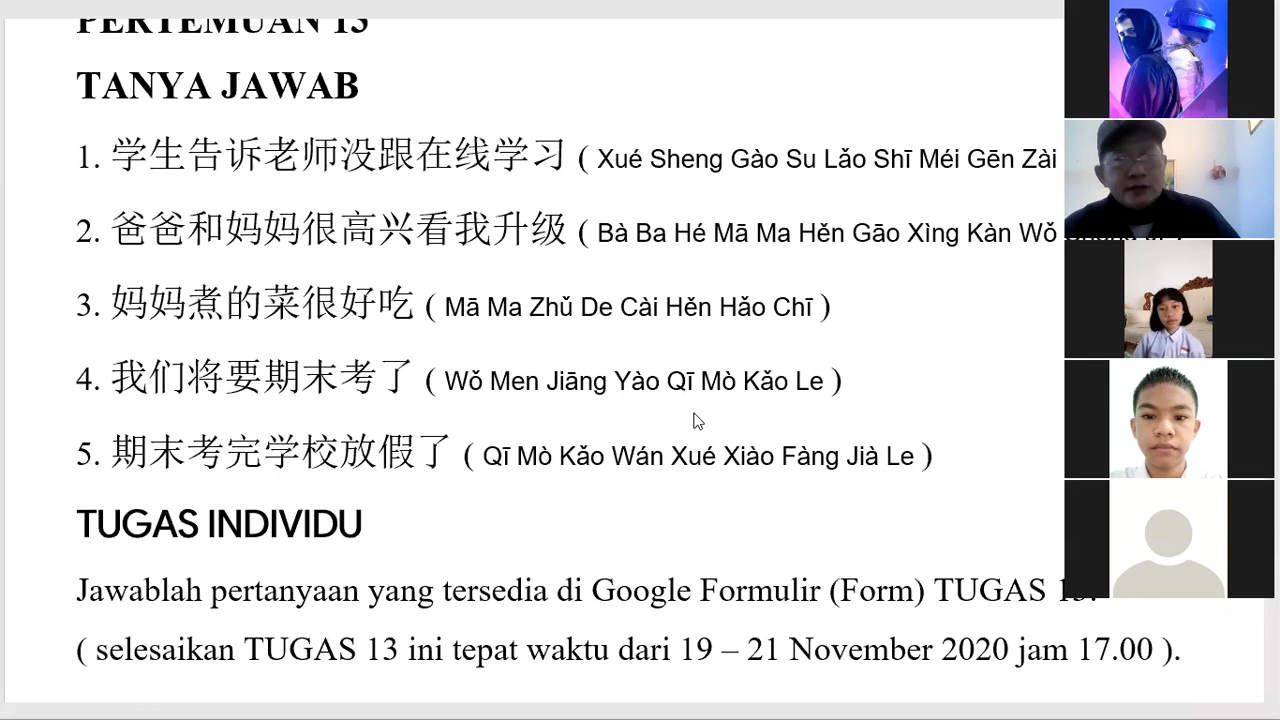 PERTEMUAN 13
TANYA JAWAB
1. 学生告诉老师没跟在线学习 ( Xué Sheng Gào Su Lǎo Shī Méi Gēn Zài
2. 爸爸和妈妈很高兴看我升级 ( Bà Ba Hé Mā Ma Hěn Gāo Xìng Kàn Wǒ
3. 妈妈煮的菜很好吃 ( Mā Ma Zhǔ De Cài Hěn Hǎo Chī )
4. 我们将要期末考了 ( Wǒ Men Jiāng Yào Qī Mò Kǎo Le )
5. 期末考完学校放假了 ( Qī Mò Kǎo Wán Xué Xiào Fàng Jià Le )
TUGAS INDIVIDU
Jawablah pertanyaan yang tersedia di Google Formulir (Form) TUGAS 13.
( selesaikan TUGAS 13 ini tepat waktu dari 19 – 21 November 2020 jam 17.00 ).